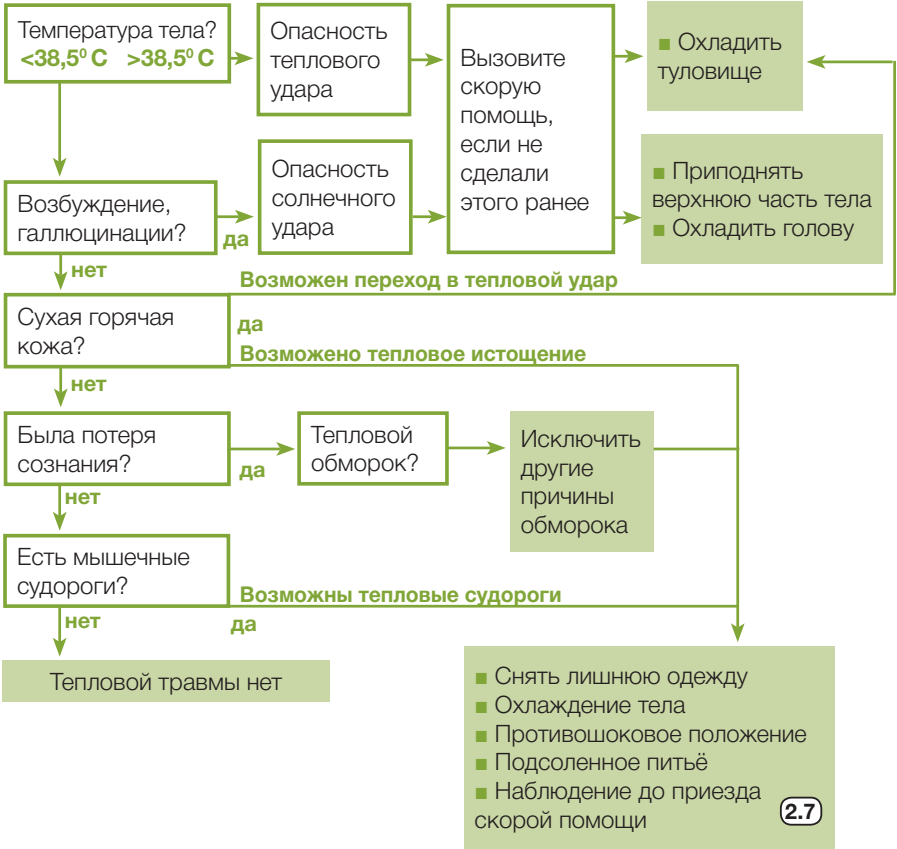 Температура тела?
<38,5⁰ C >38,5⁰ C
Опасность
теплового
удара
Вызовите
скорую
помощь,
если не
сделали
этого ранее
■ Охладить
туловище
Возбуждение,
галлюцинации?
да
Опасность
солнечного
удара
■ Приподнять
верхнюю часть тела
■ Охладить голову
нет
Возможен переход в тепловой удар
Сухая горячая
кожа?
да
Возможено тепловое истощение
нет
Была потеря
сознания?
да
Тепловой
обморок?
Исключить
другие
причины
обморока
нет
Есть мышечные
судороги?
Возможны тепловые судороги
да
нет
Тепловой травмы нет
■ Снять лишнюю одежду
■ Охлаждение тела
■ Противошоковое положение
■ Подсоленное питьё
■ Наблюдение до приезда
скорой помощи
2.7